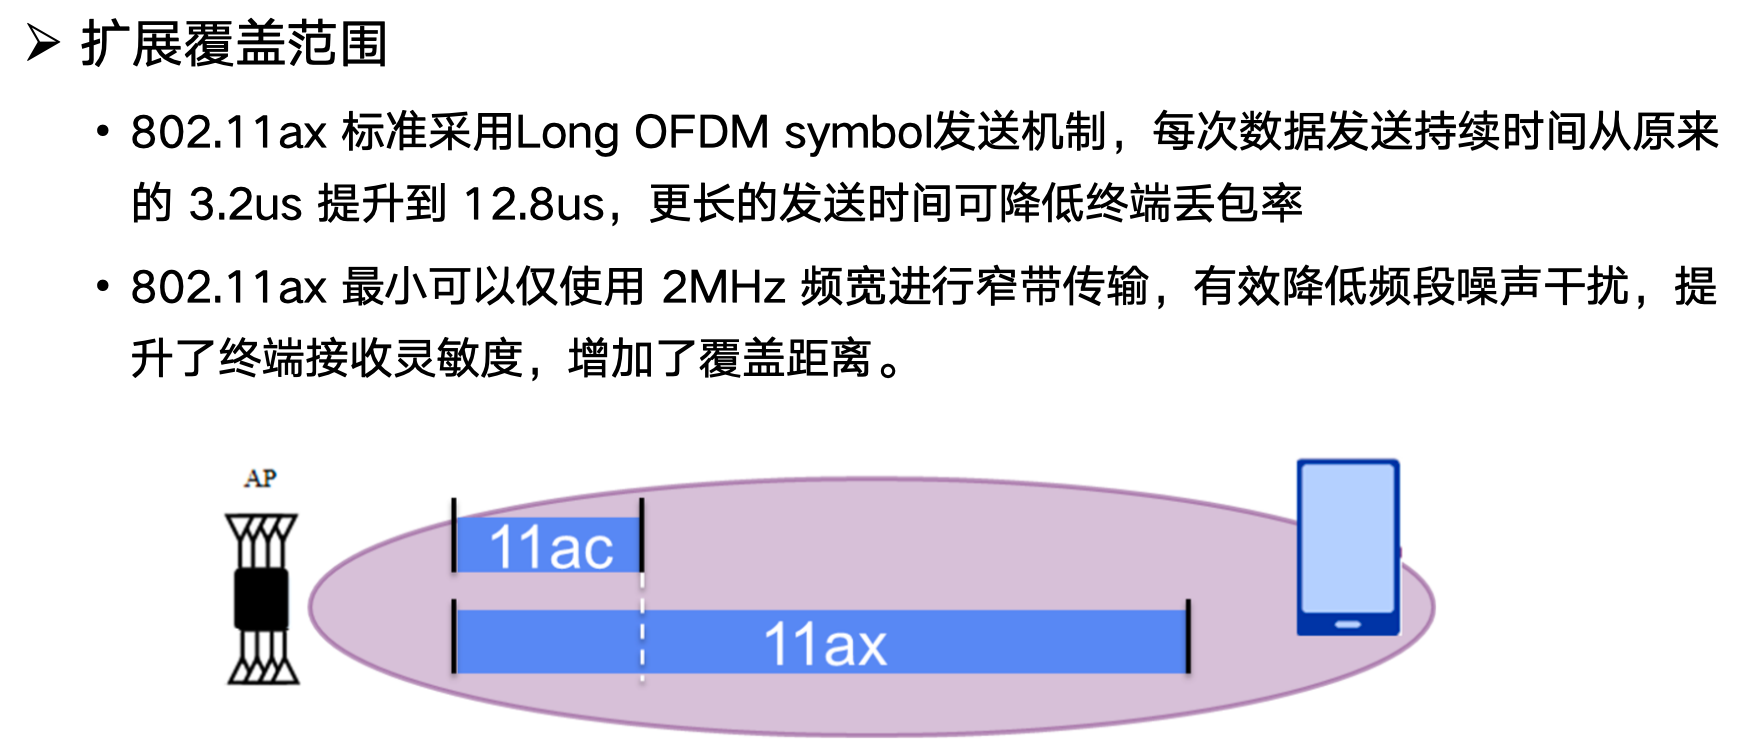 ➢ 扩展覆盖范围
• 802.11ax 标准采用Long OFDM symbol发送机制，每次数据发送持续时间从原来
的 3.2us 提升到 12.8us，更长的发送时间可降低终端丢包率
• 802.11ax 最小可以仅使用 2MHz 频宽进行窄带传输，有效降低频段噪声干扰，提
升了终端接收灵敏度，增加了覆盖距离。
AP
11ac
11ax